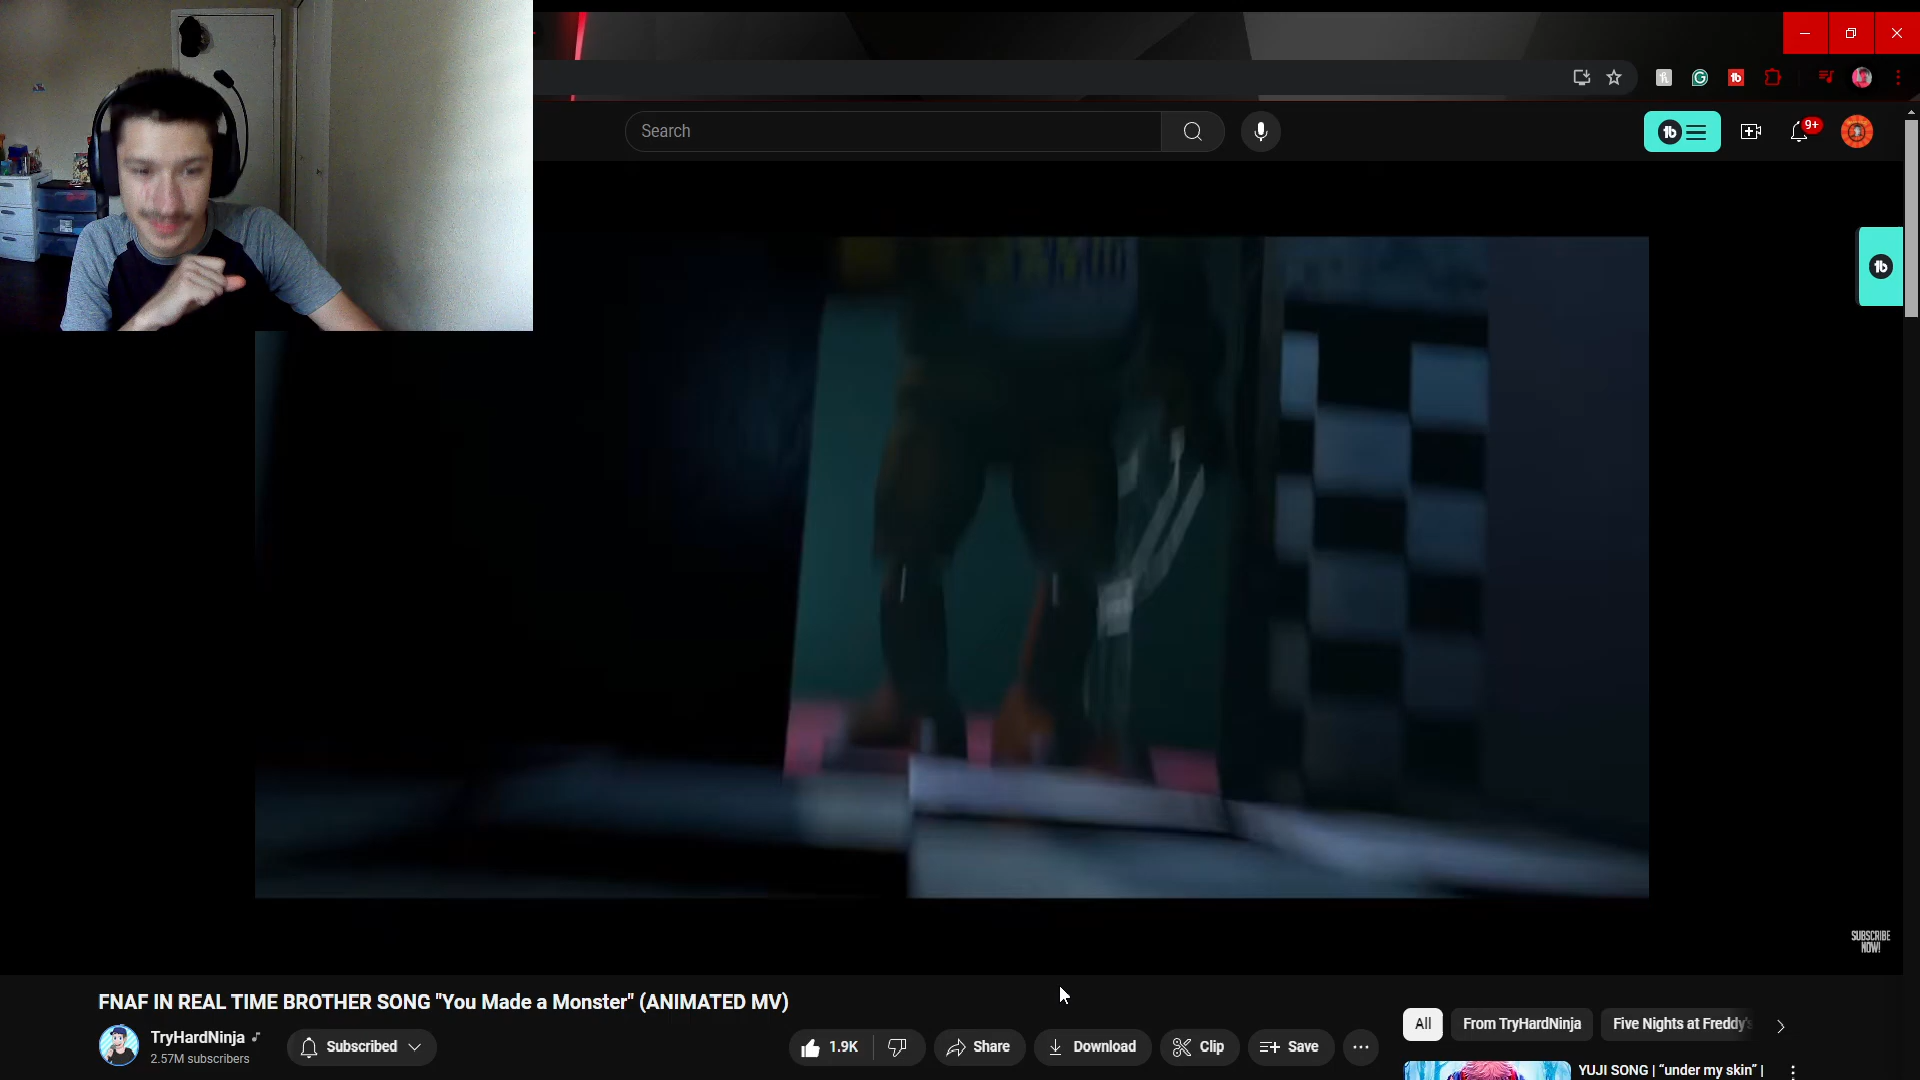 Search
9+
SUBSCRIBE
NOW!
FNAF IN REAL TIME BROTHER SONG "You Made a Monster" (ANIMATED MV)
TryHardNinja
2.57M subscribers
Subscribed
1.9K
Share
Download
Clip
Save
All
From TryHardNinja
Five Nights at Freddy's
YUJI SONG | "under my skin" |